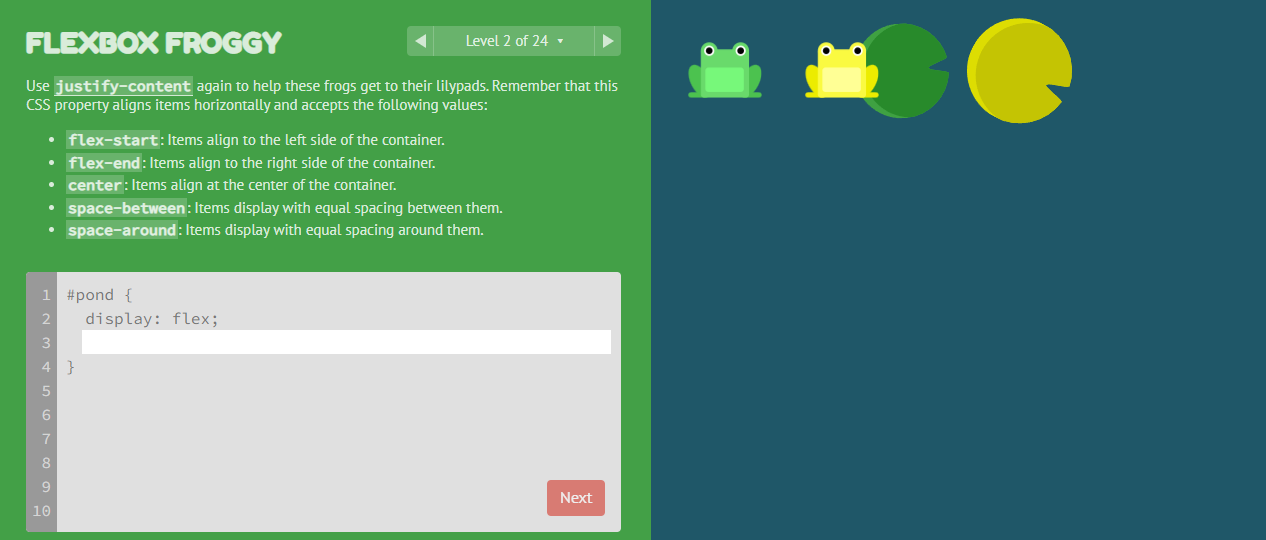 FLEXBOX FROGGY
Level 2 of 24
Use justify-content again to help these frogs get to their lilypads. Remember that this
CSS property aligns items horizontally and accepts the following values:
flex-start: Items align to the left side of the container.
flex-end: Items align to the right side of the container.
center: Items align at the center of the container.
space-between: Items display with equal spacing between them.
space-around: Items display with equal spacing around them.
1 #pond {
2 display: flex;
3
4 }
5
6
7
8
9
10
Next